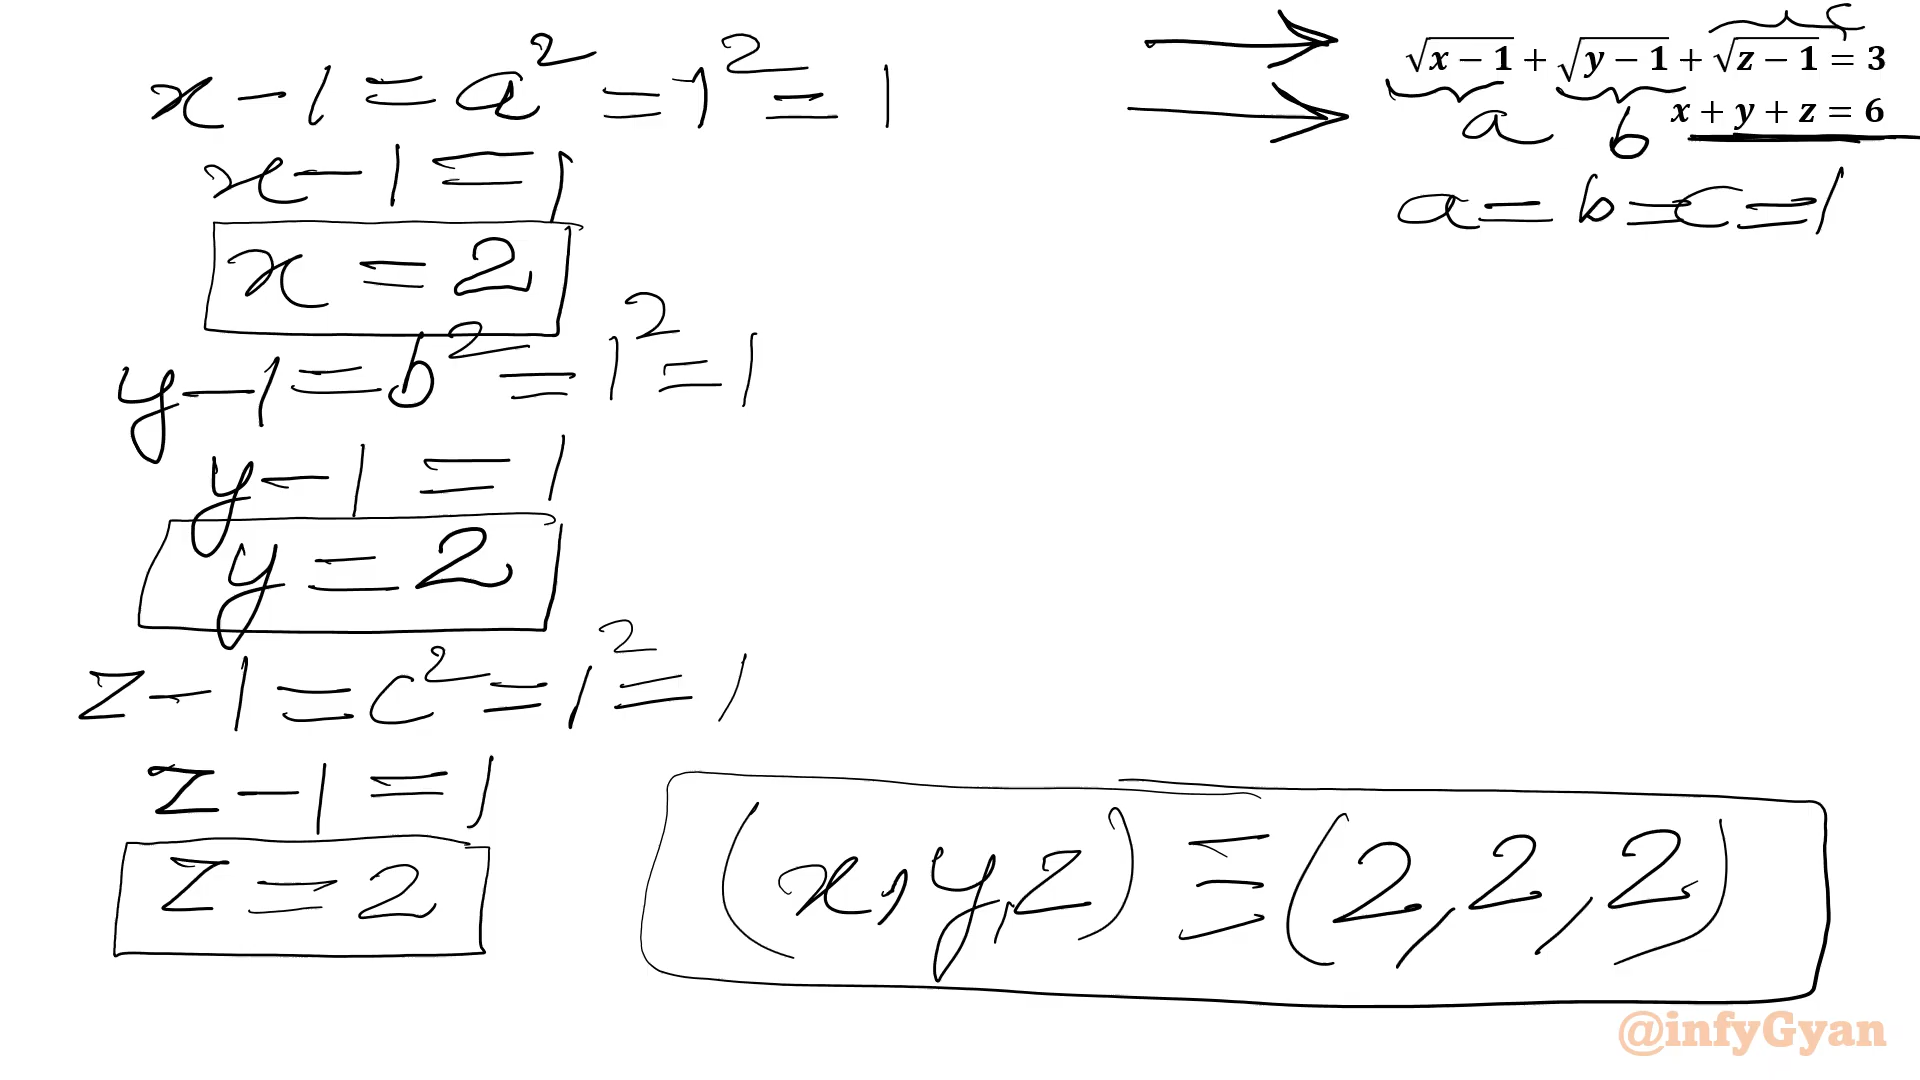 x - 1 = a² = 1² = 1
x - 1 = 1
x = 2
y - 1 = b² = 1² = 1
y - 1 = 1
y = 2
z - 1 = c² = 1² = 1
z - 1 = 1
z = 2
c
√x − 1 + √y − 1 + √z − 1 = 3
a b
x + y + z = 6
a = b = c = 1
(x, y, z) ≡ (2, 2, 2)
@infyGyan